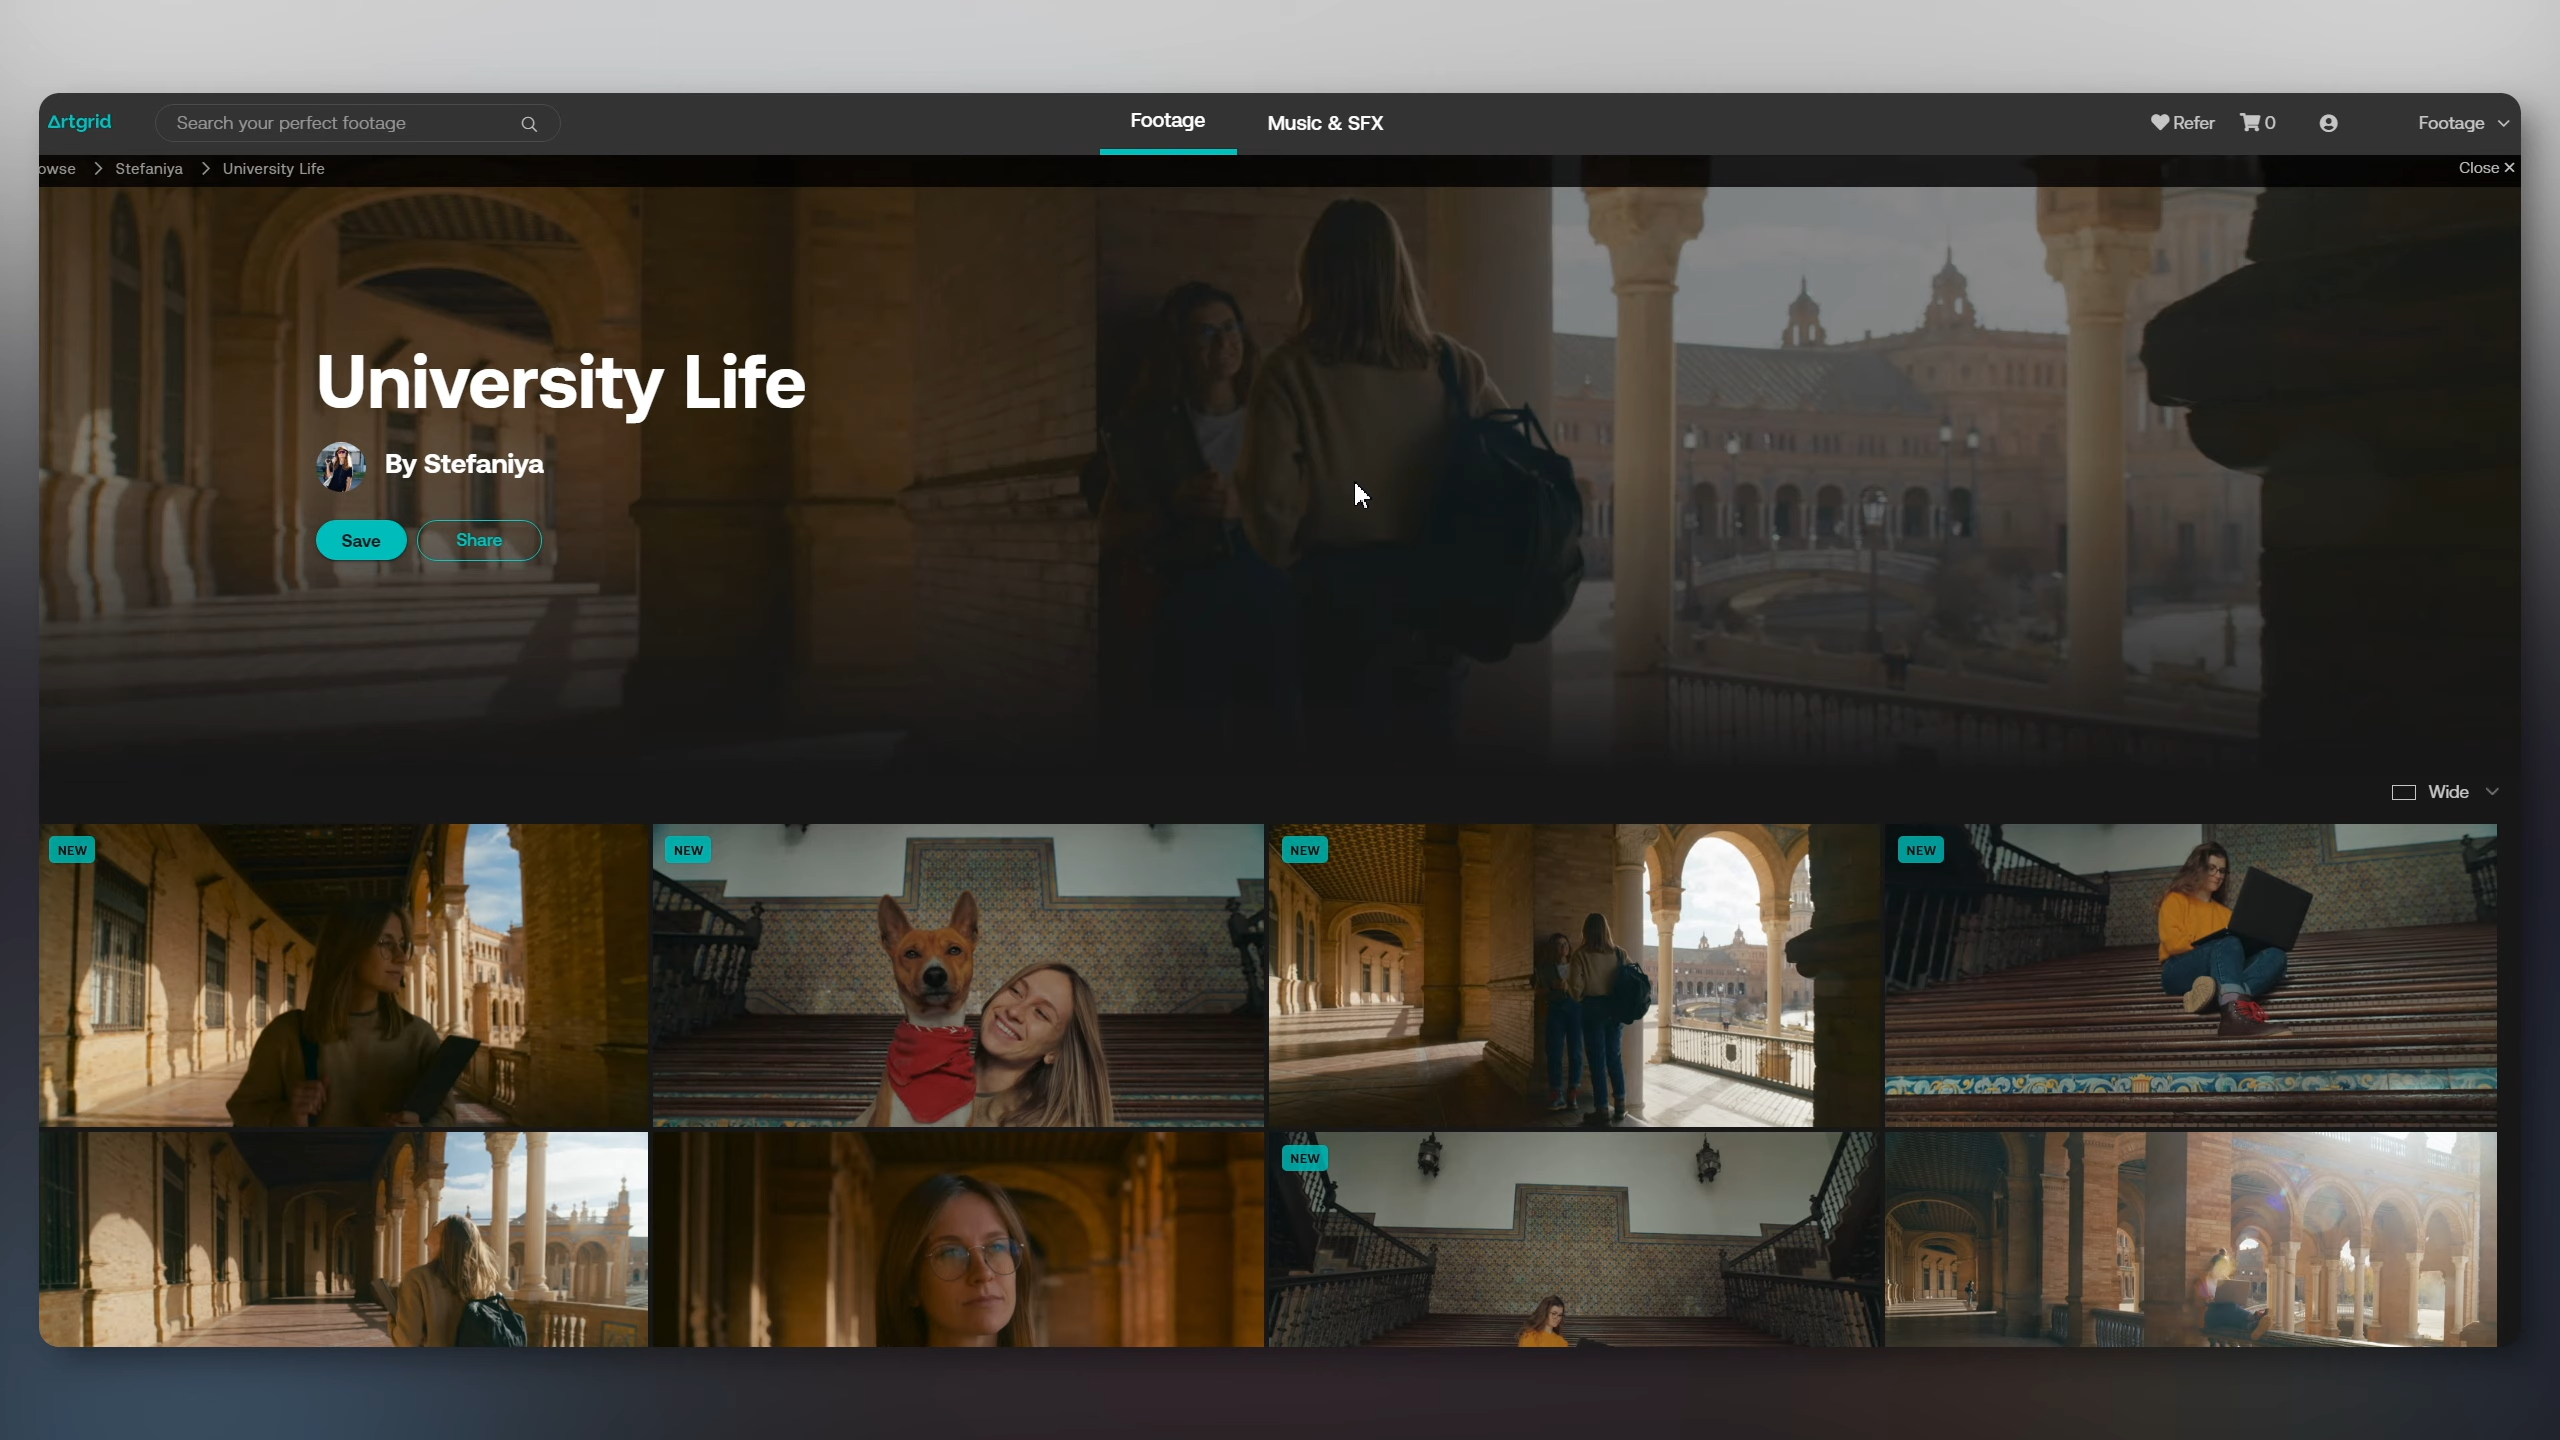 Artgrid
Search your perfect footage
Footage
Music & SFX
Refer
0
Footage
owse
Stefaniya
University Life
Close
University Life
By Stefaniya
Save
Share
Wide
NEW
NEW
NEW
NEW
NEW